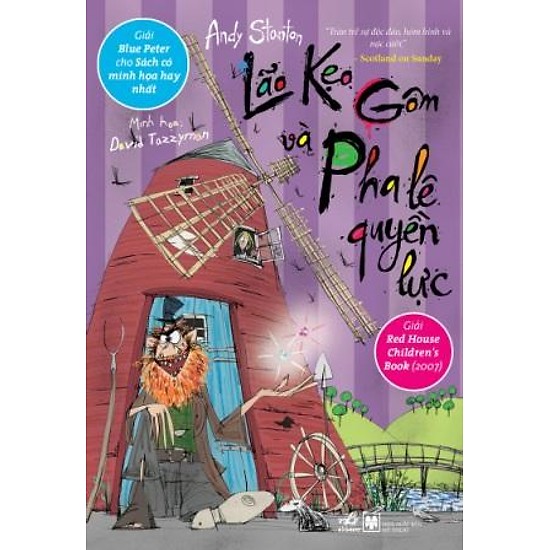 Giải
Blue Peter
cho Sách có
minh họa hay
nhất
Andy Stanton
"Tràn trề sự độc đáo, hóm hỉnh và
nực cười"
- Scotland on Sunday
Minh họa:
David Tazzyman
Lão Kẹo
Gôm
và
Pha lê
quyền
lực
Giải
Red House
Children's
Book (2007)